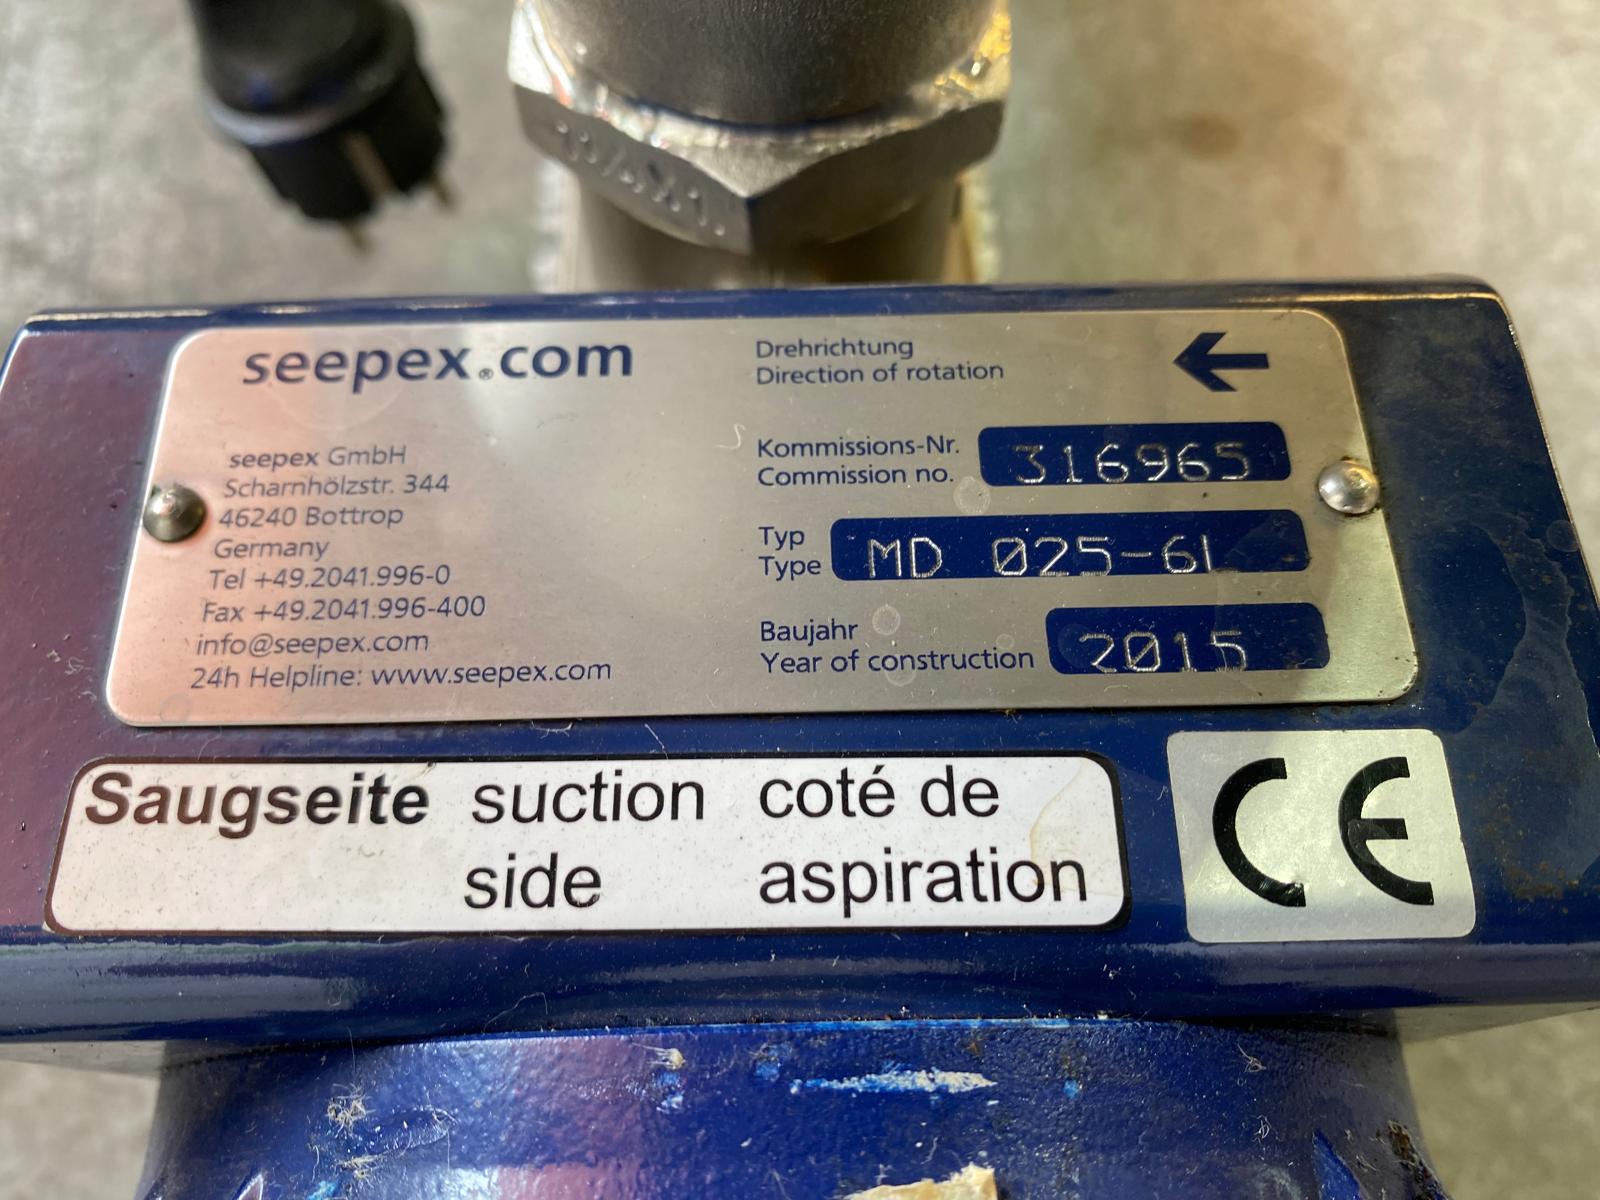 seepex®.com
seepex GmbH
Scharnhölzstr. 344
46240 Bottrop
Germany
Tel +49.2041.996-0
Fax +49.2041.996-400
info@seepex.com
24h Helpline: www.seepex.com
Drehrichtung
Direction of rotation
Kommissions-Nr.
Commission no.
316965
Typ
Type
MD 025-6L
Baujahr
Year of construction
2015
Saugseite
suction
side
coté de
aspiration
CE